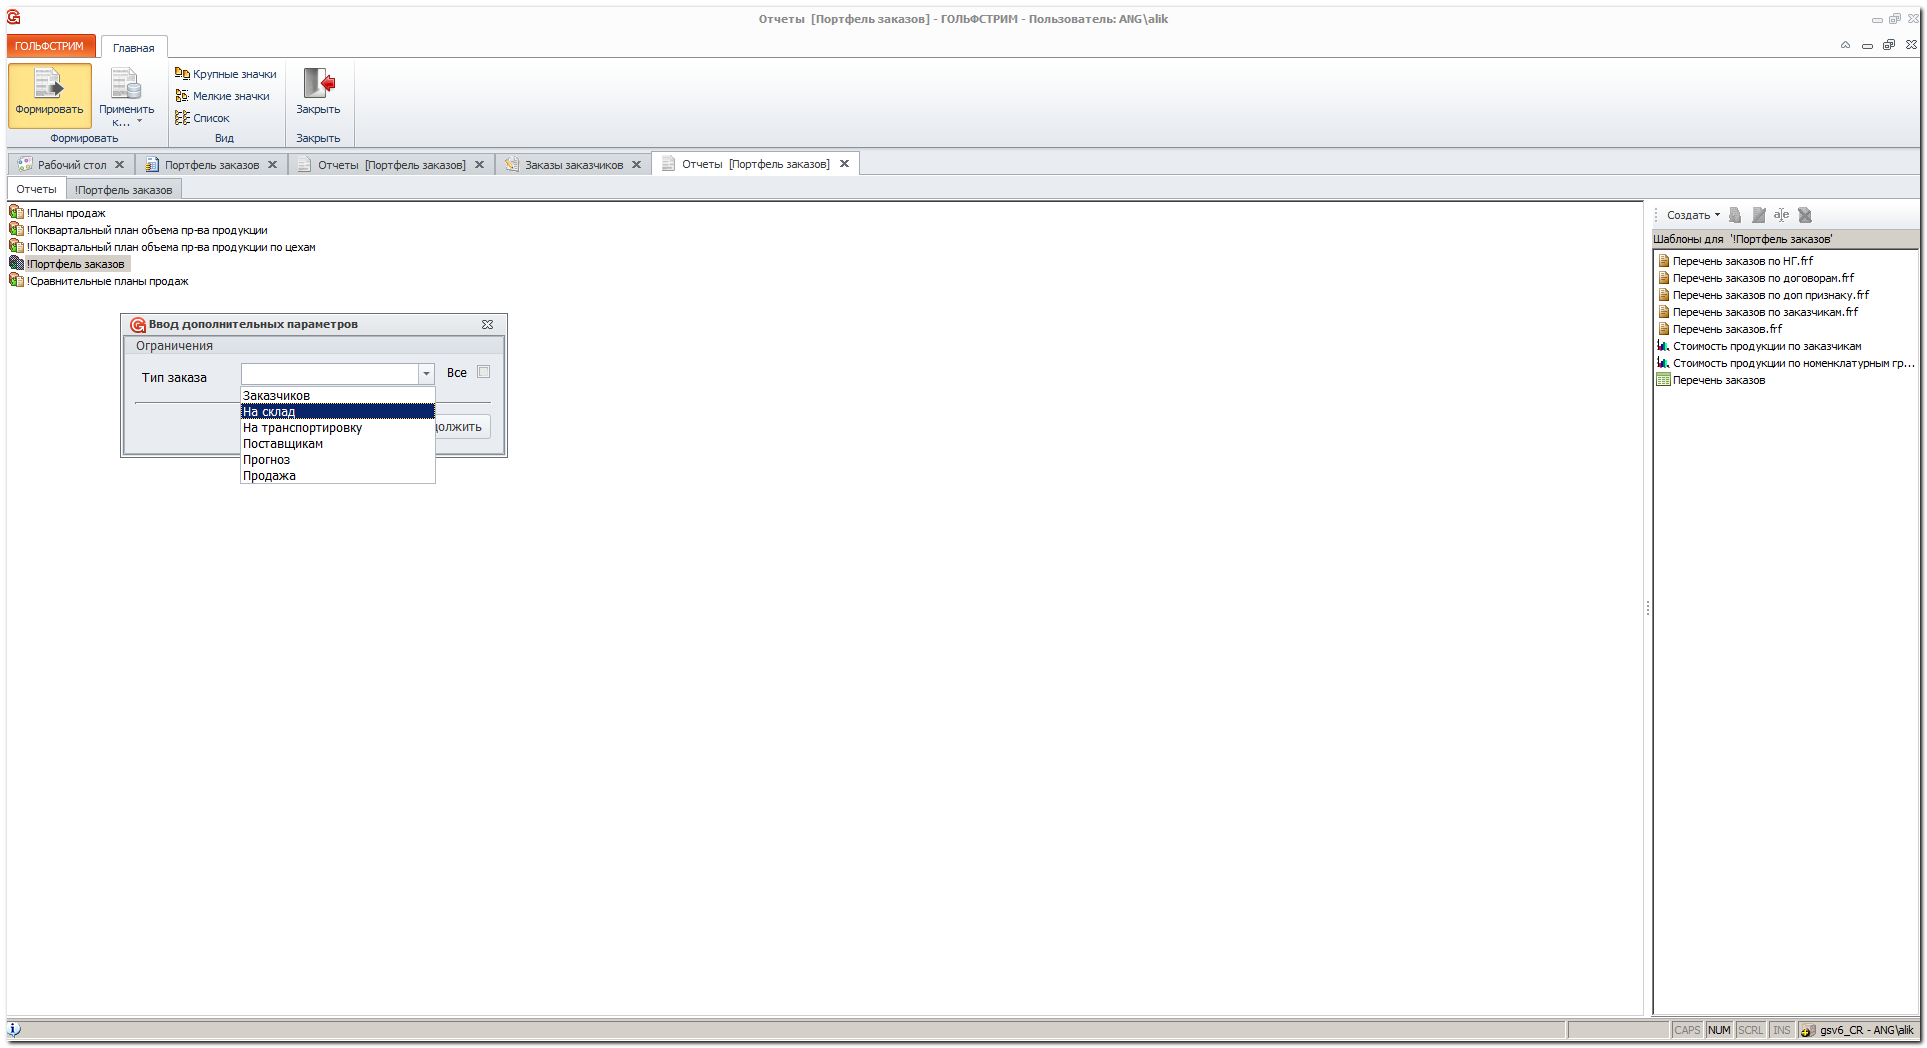 Отчеты [Портфель заказов] - ГОЛЬФСТРИМ - Пользователь: ANG\alik
ГОЛЬФСТРИМ
Главная
Формировать
Применить к...
Крупные значки
Мелкие значки
Список
Закрыть
Формировать
Вид
Закрыть
Рабочий стол
Портфель заказов
Отчеты [Портфель заказов]
Заказы заказчиков
Отчеты [Портфель заказов]
Отчеты
!Портфель заказов
!Планы продаж
!Поквартальный план объема пр-ва продукции
!Поквартальный план объема пр-ва продукции по цехам
!Портфель заказов
!Сравнительные планы продаж
Ввод дополнительных параметров
Ограничения
Тип заказа
Все
Заказчиков
На склад
На транспортировку
Поставщикам
Прогноз
Продажа
должить
Создать
Шаблоны для '!Портфель заказов'
Перечень заказов по НГ.frf
Перечень заказов по договорам.frf
Перечень заказов по доп признаку.frf
Перечень заказов по заказчикам.frf
Перечень заказов.frf
Стоимость продукции по заказчикам
Стоимость продукции по номенклатурным гр...
Перечень заказов
CAPS NUM SCRL INS gsv6_CR - ANG\alik